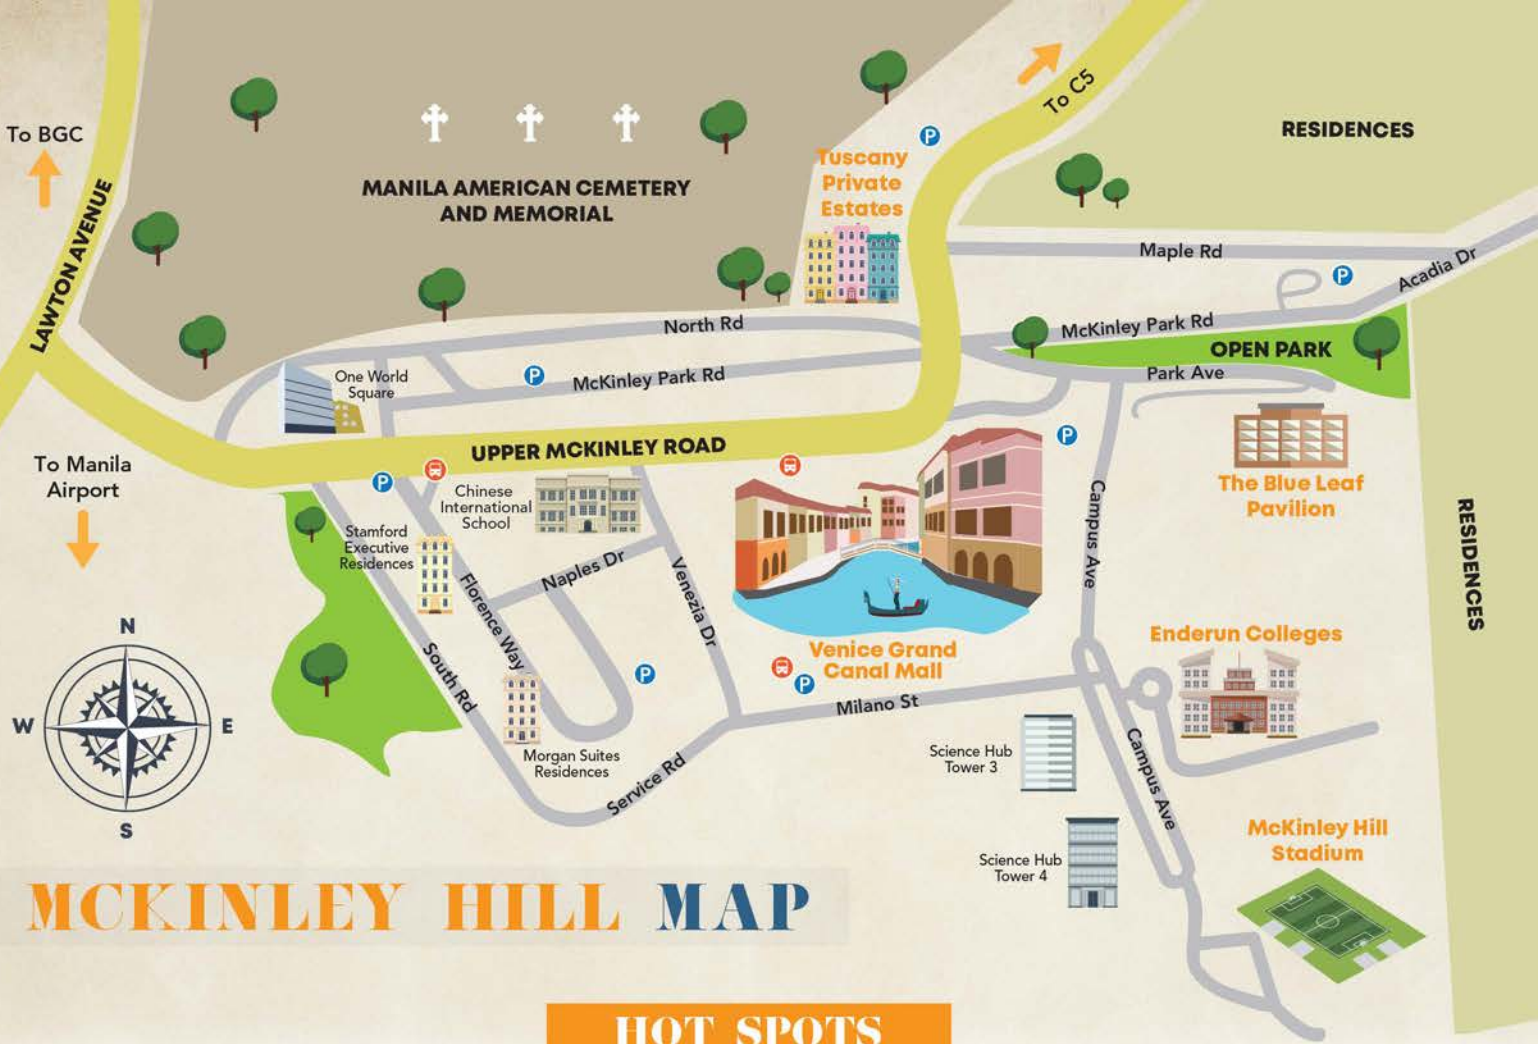 To BGC
LAWTON AVENUE
MANILA AMERICAN CEMETERY
AND MEMORIAL
P
Tuscany
Private
Estates
To C5
RESIDENCES
Maple Rd
Acadia Dr
P
North Rd
McKinley Park Rd
OPEN PARK
Park Ave
One World
Square
P
McKinley Park Rd
UPPER MCKINLEY ROAD
To Manila
Airport
P
Chinese
International
School
P
Campus Ave
The Blue Leaf
Pavilion
RESIDENCES
Stamford
Executive
Residences
Florence Way
Naples Dr
Venezia Dr
South Rd
P
Venice Grand
Canal Mall
P
Milano St
Enderun Colleges
N
W
E
S
Morgan Suites
Residences
Service Rd
Science Hub
Tower 3
Campus Ave
Science Hub
Tower 4
McKinley Hill
Stadium
MCKINLEY HILL MAP
HOT SPOTS